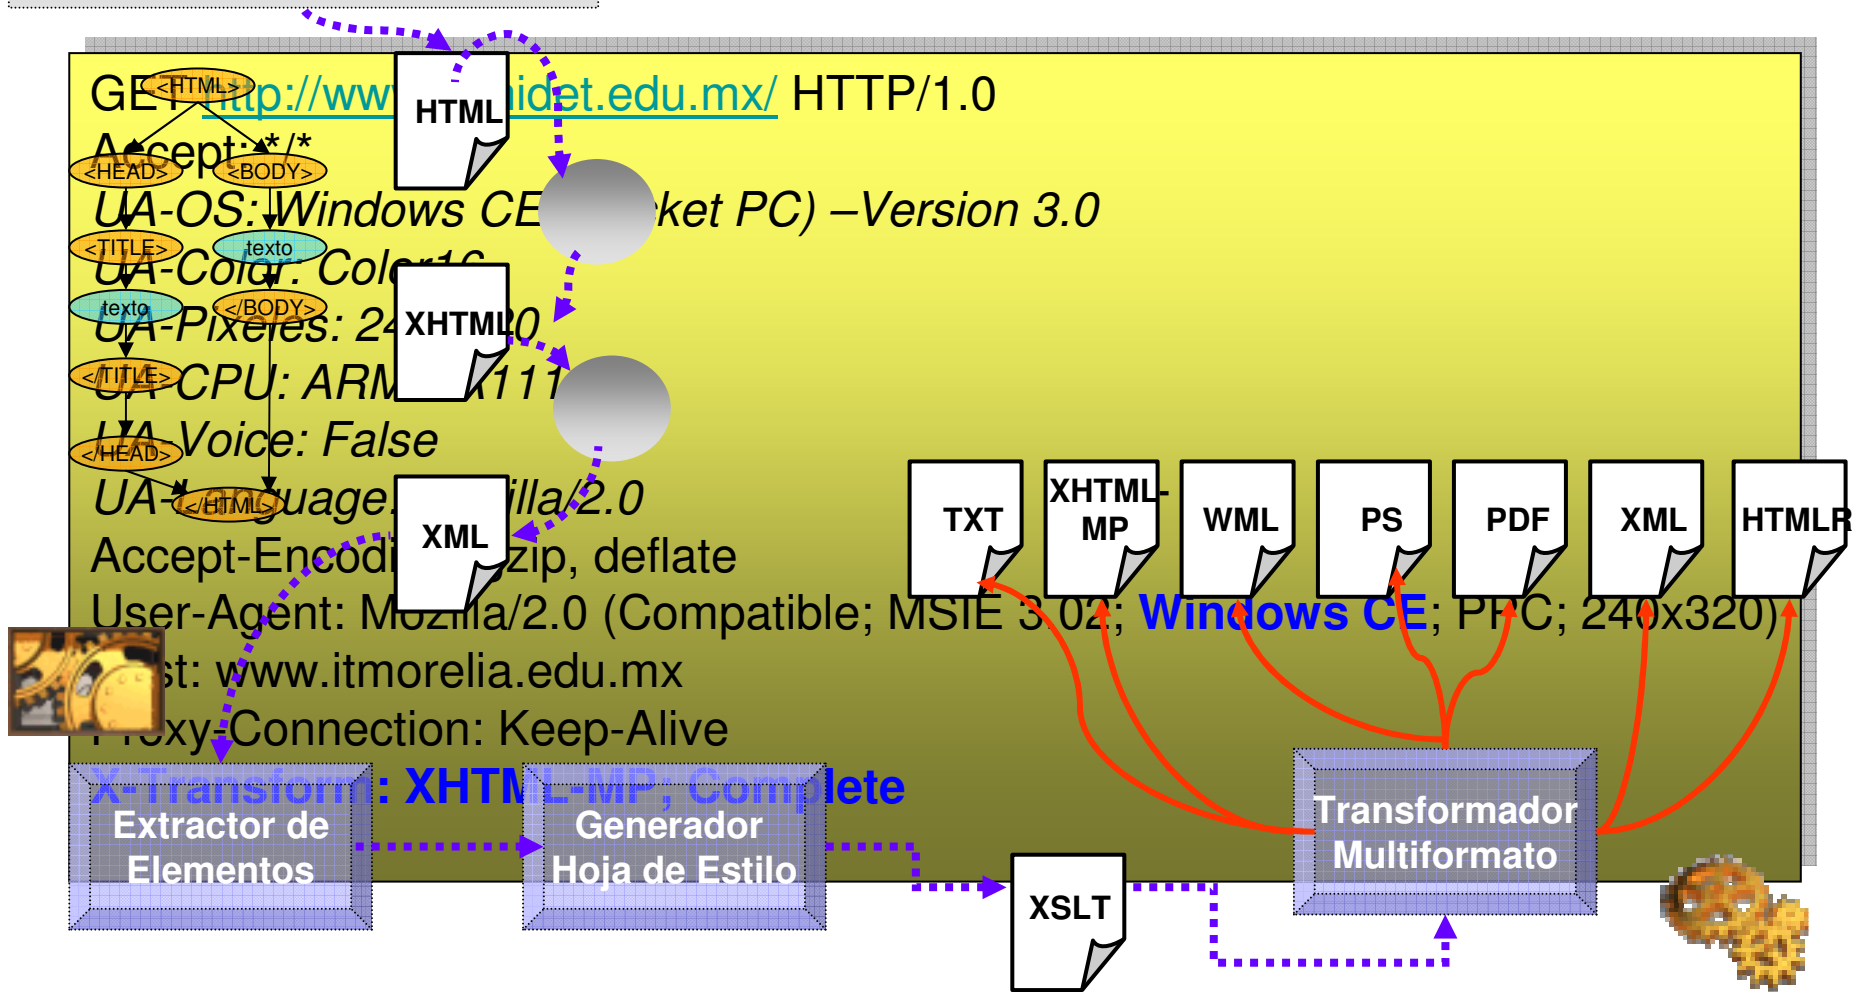 GET http://ww nidet.edu.mx/ HTTP/1.0
Accept: */*
UA-OS: Windows CE ket PC) –Version 3.0
UA-Color: Color16
UA-Pixeles: 24 0
UA-CPU: ARM 111
UA-Voice: False
UA-Language: illa/2.0
Accept-Encodi zip, deflate
User-Agent: Mozilla/2.0 (Compatible; MSIE 3.02; Windows CE; PPC; 240x320)
st: www.itmorelia.edu.mx
Proxy-Connection: Keep-Alive
X-Transform: XHTML-MP; Complete
<HTML>
<HEAD>
<BODY>
<TITLE>
texto
texto
</BODY>
</TITLE>
</HEAD>
</HTML>
HTML
XHTML
XML
TXT
XHTML-
MP
WML
PS
PDF
XML
HTMLR
Extractor de
Elementos
Generador
Hoja de Estilo
XSLT
Transformador
Multiformato